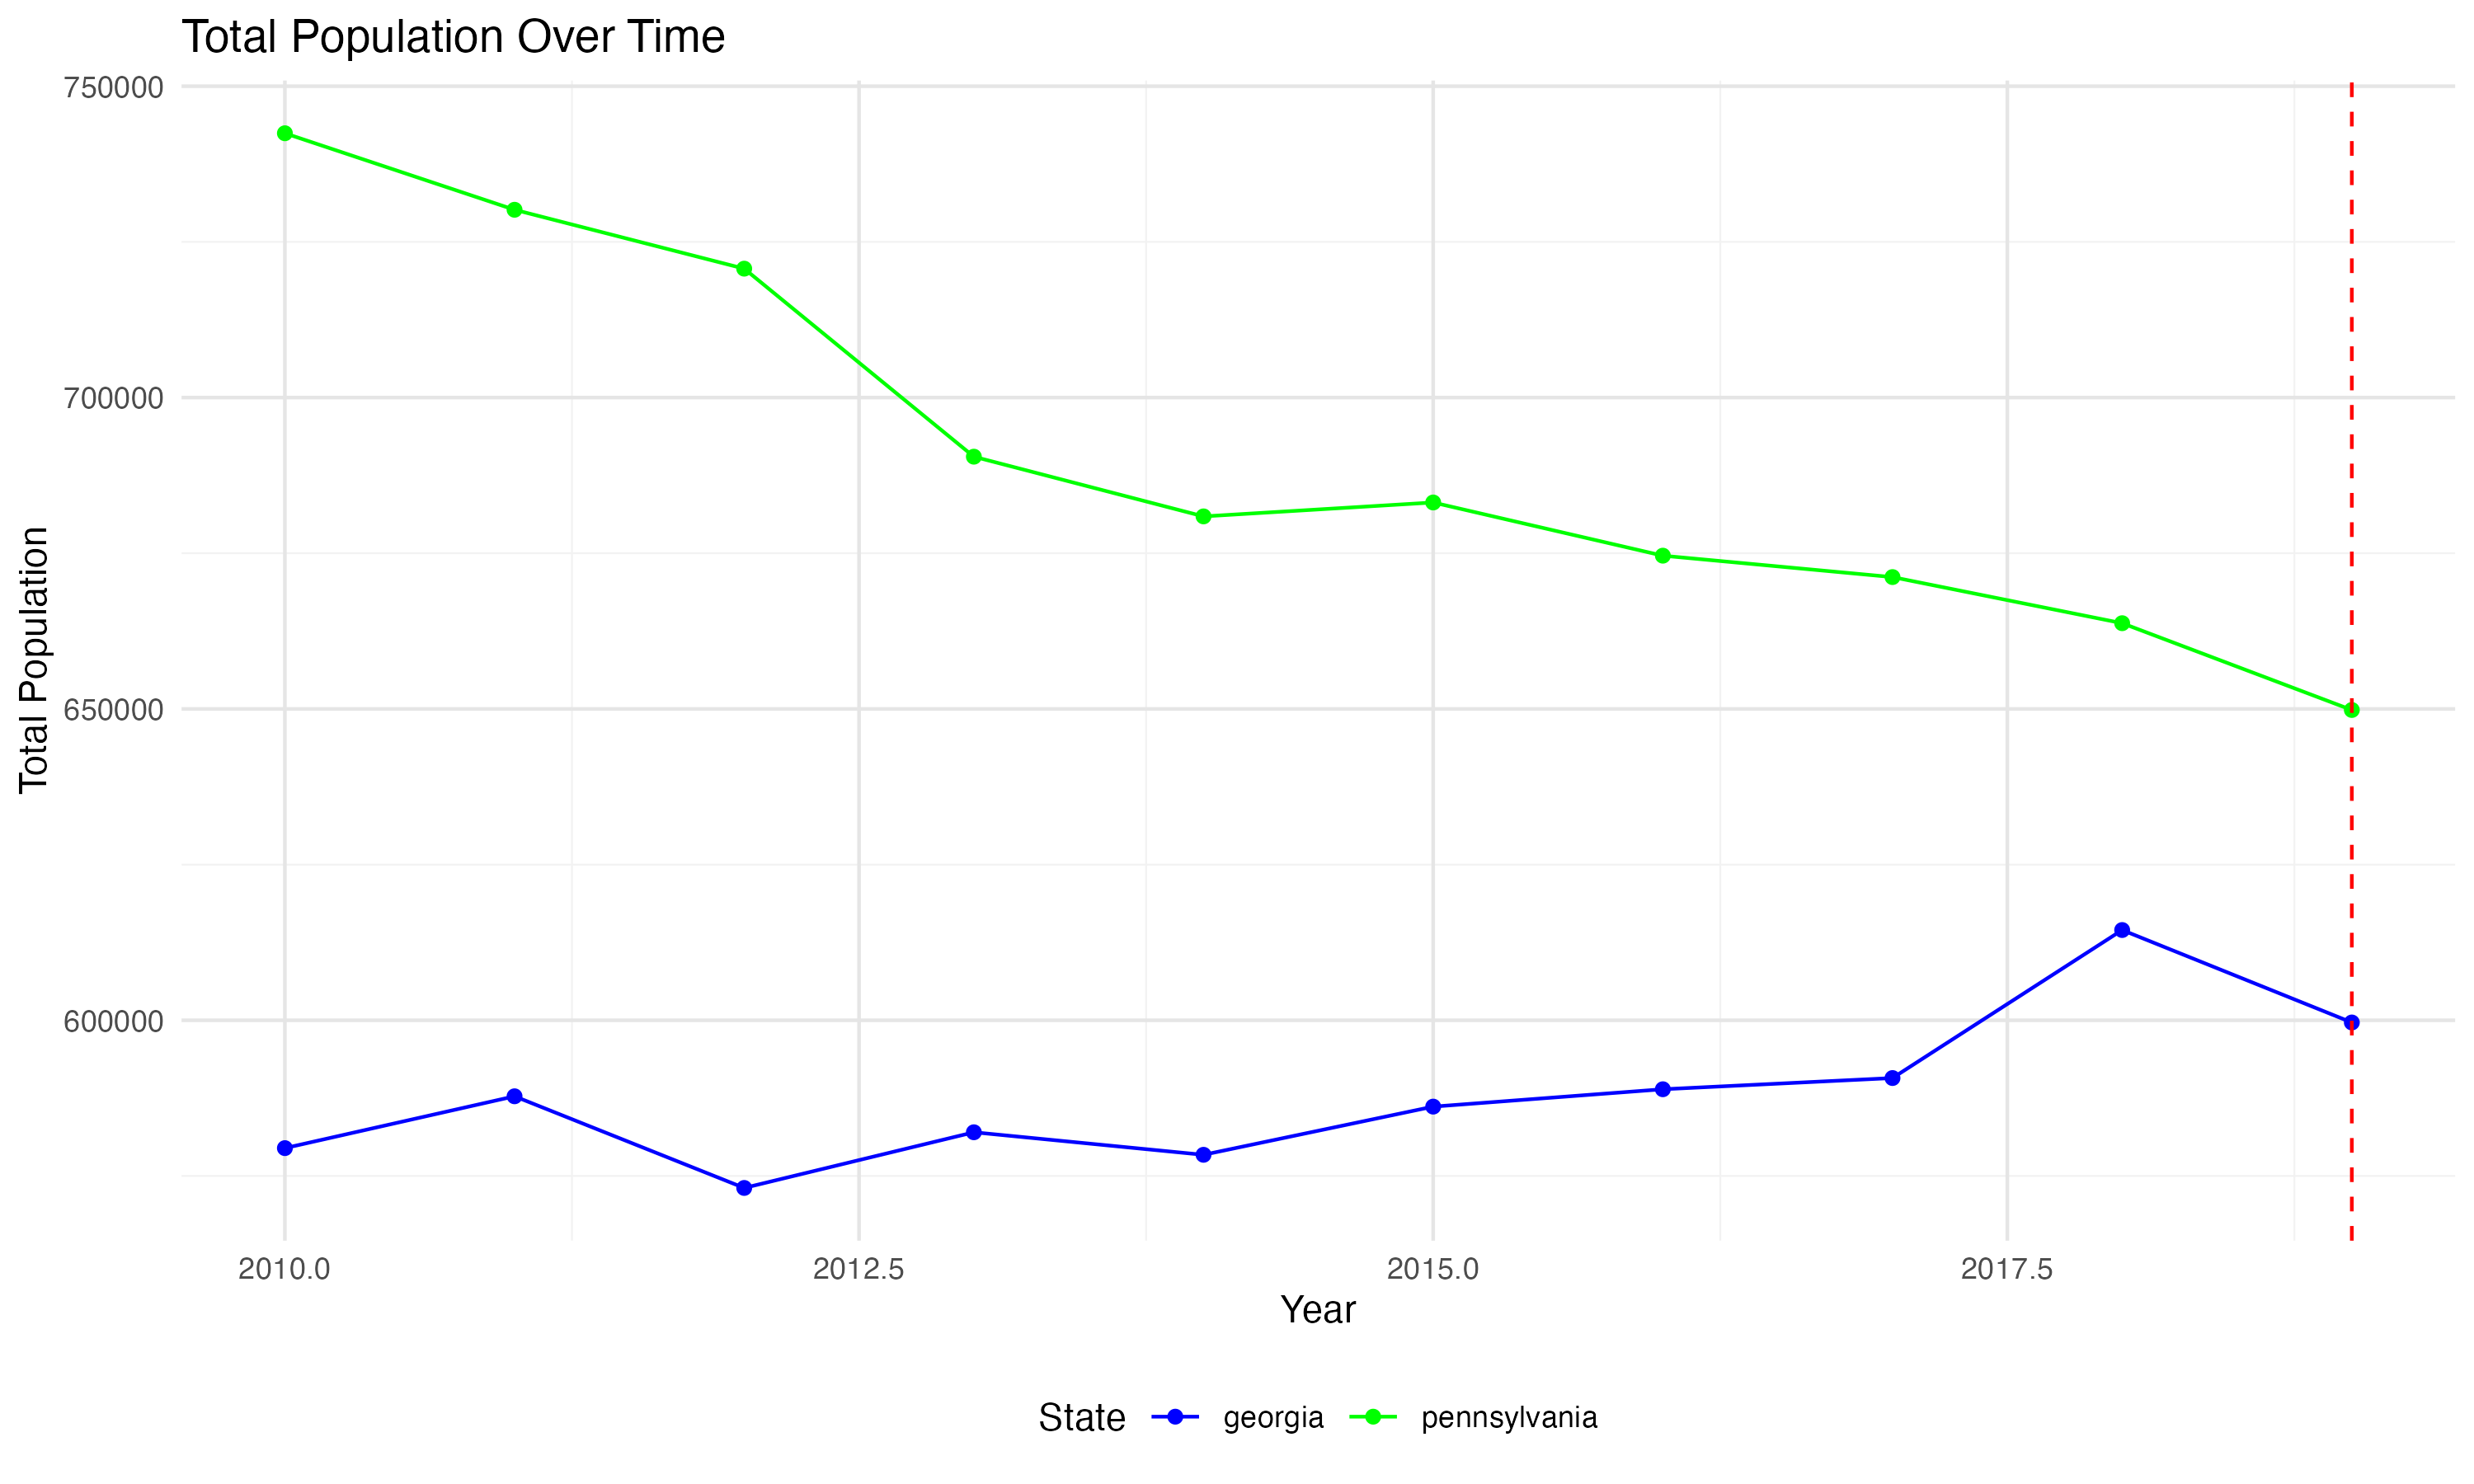 Total Population Over Time
750000
700000
650000
600000
Total Population
2010.0 2012.5 2015.0 2017.5
Year
State georgia pennsylvania